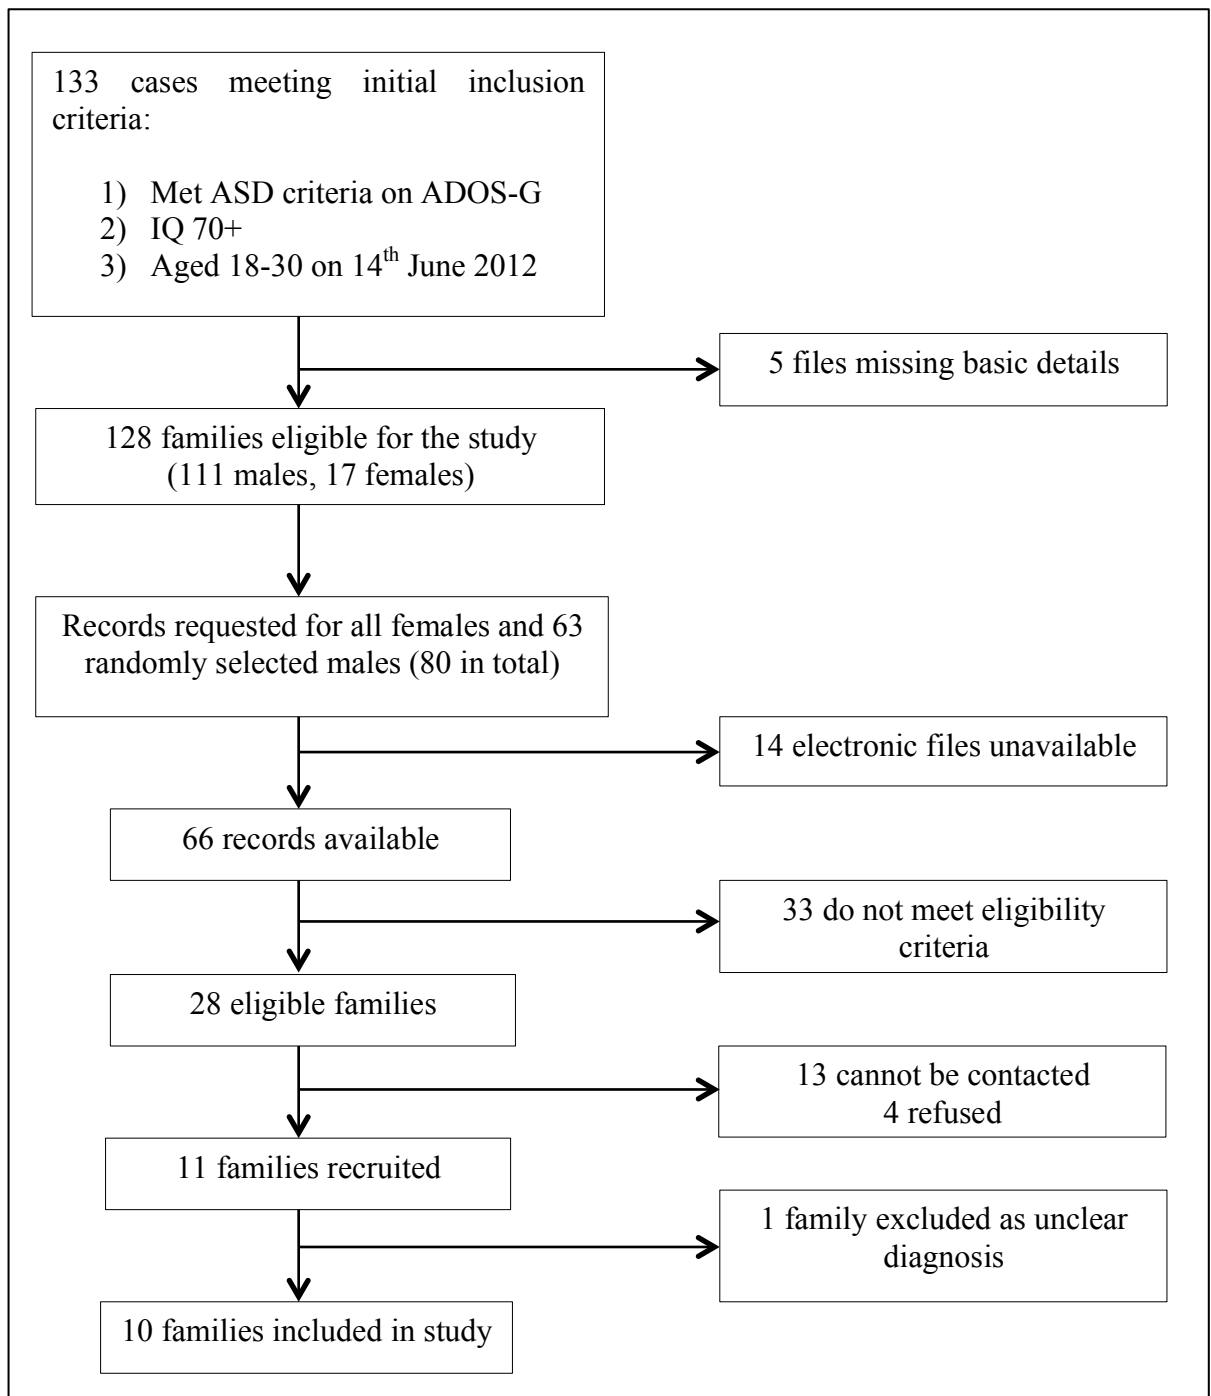 133 cases meeting initial inclusion
criteria:
1) Met ASD criteria on ADOS-G
2) IQ 70+
3) Aged 18-30 on 14th June 2012
5 files missing basic details
128 families eligible for the study
(111 males, 17 females)
Records requested for all females and 63
randomly selected males (80 in total)
14 electronic files unavailable
66 records available
33 do not meet eligibility
criteria
28 eligible families
13 cannot be contacted
4 refused
11 families recruited
1 family excluded as unclear
diagnosis
10 families included in study